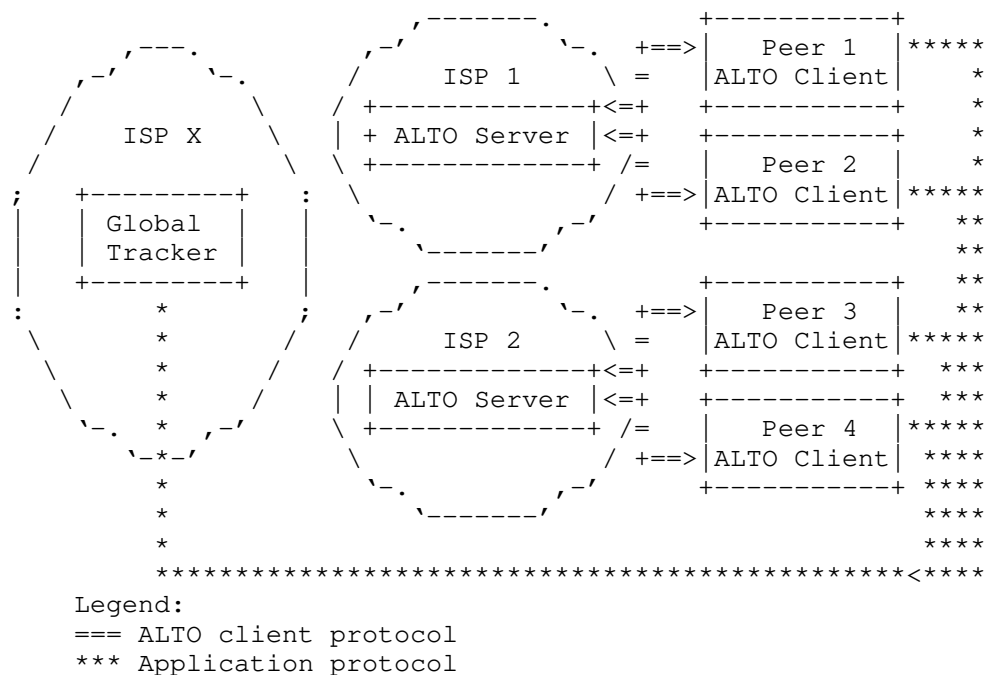 ISP 1
Peer 1
ALTO Client
ISP X
ALTO Server
Peer 2
ALTO Client
Global
Tracker
ISP 2
Peer 3
ALTO Client
ALTO Server
Peer 4
ALTO Client
Legend:
=== ALTO client protocol
*** Application protocol